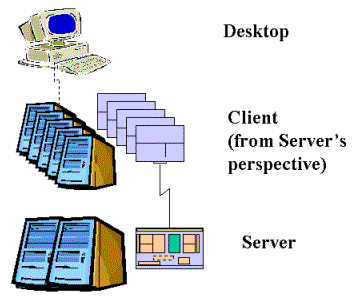 Desktop
Client
(from Server's
perspective)
Server